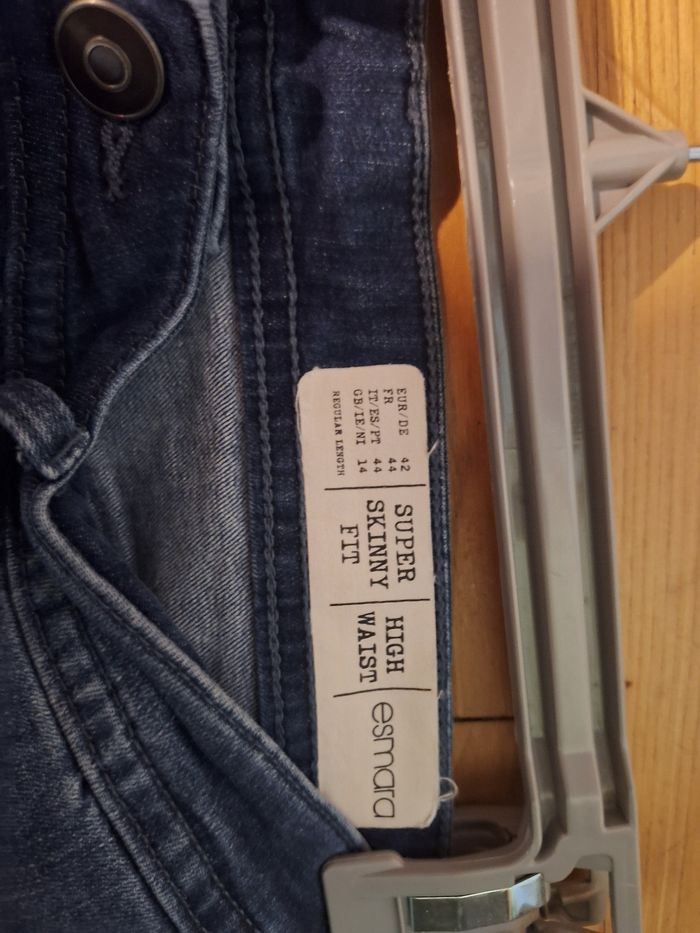 EUR/DE 42
FR 44
IT/ES/PT 44
GB/IE/NI 14
REGULAR LENGTH
SUPER
SKINNY
FIT
HIGH
WAIST
esmara